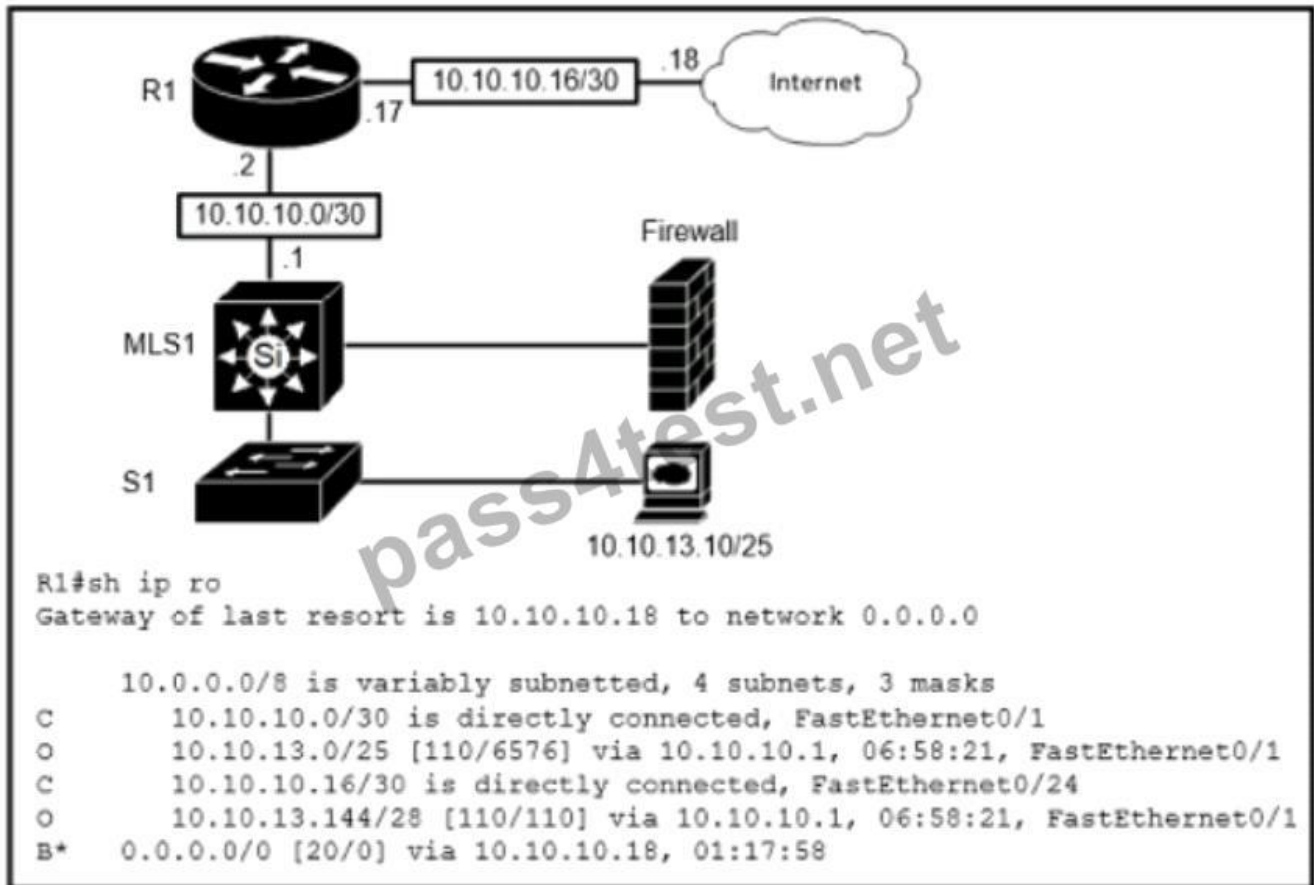 R1
10.10.10.16/30
.18
Internet
.17
.2
10.10.10.0/30
.1
Firewall
MLS1
Si
S1
10.10.13.10/25
pass4test.net
R1#sh ip ro
Gateway of last resort is 10.10.10.18 to network 0.0.0.0
10.0.0.0/8 is variably subnetted, 4 subnets, 3 masks
C 10.10.10.0/30 is directly connected, FastEthernet0/1
O 10.10.13.0/25 [110/6576] via 10.10.10.1, 06:58:21, FastEthernet0/1
C 10.10.10.16/30 is directly connected, FastEthernet0/24
O 10.10.13.144/28 [110/110] via 10.10.10.1, 06:58:21, FastEthernet0/1
B* 0.0.0.0/0 [20/0] via 10.10.10.18, 01:17:58